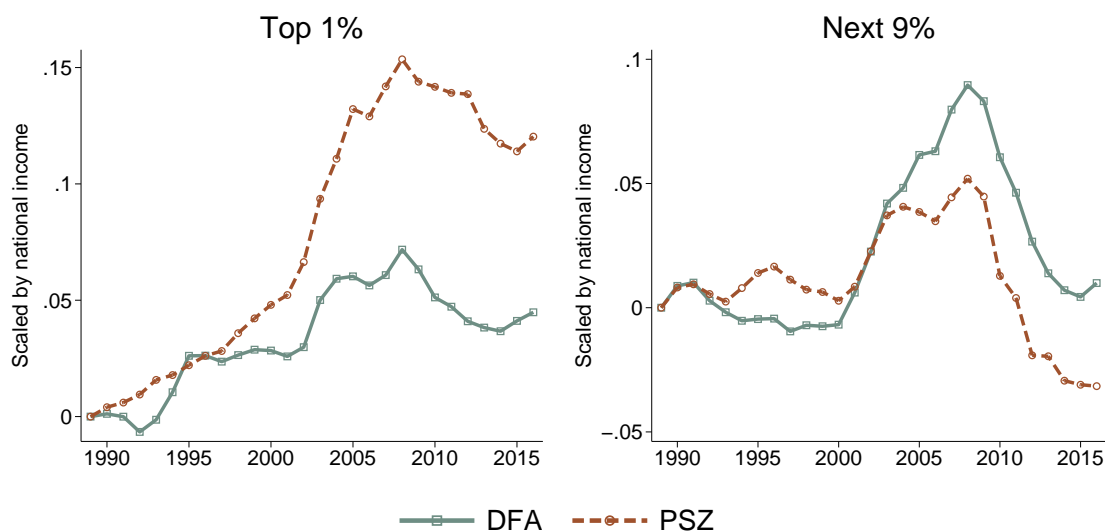 Top 1%
Scaled by national income
.15
.1
.05
0
1990 1995 2000 2005 2010 2015
Next 9%
Scaled by national income
.1
.05
0
−.05
1990 1995 2000 2005 2010 2015
DFA PSZ